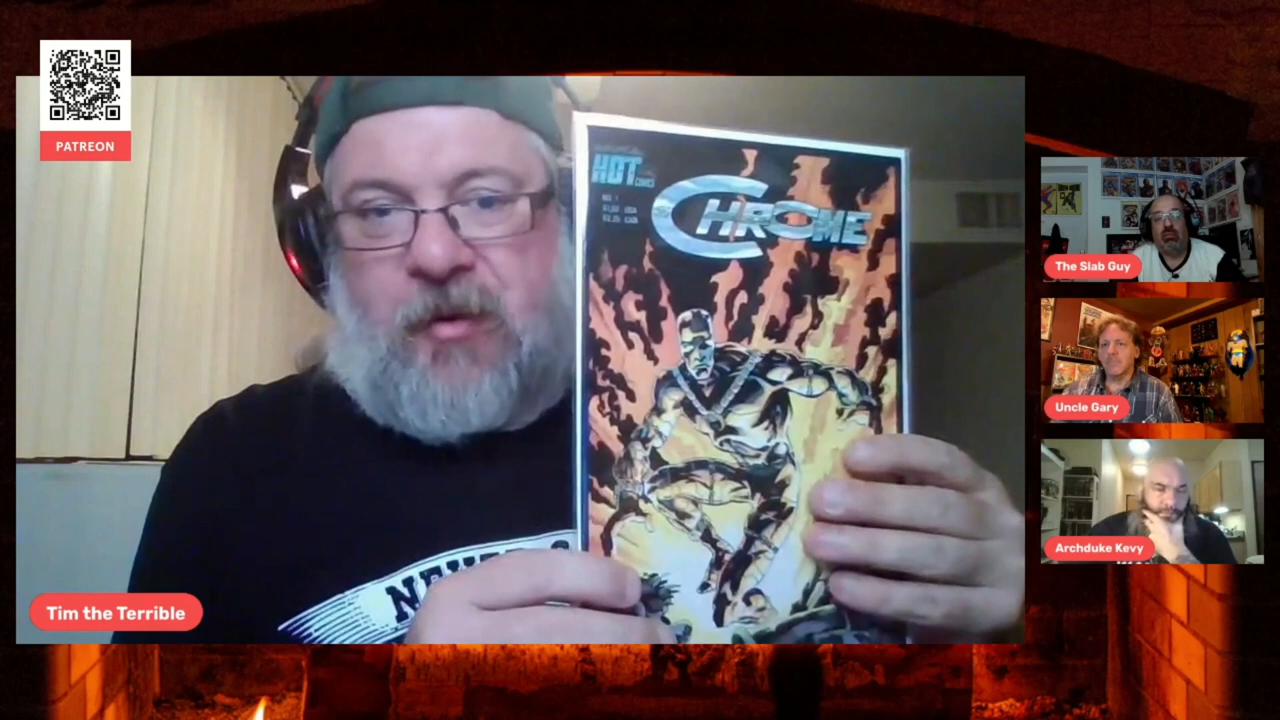 PATREON
HOT
COMICS
CHROME
The Slab Guy
Uncle Gary
Archduke Kevy
Tim the Terrible